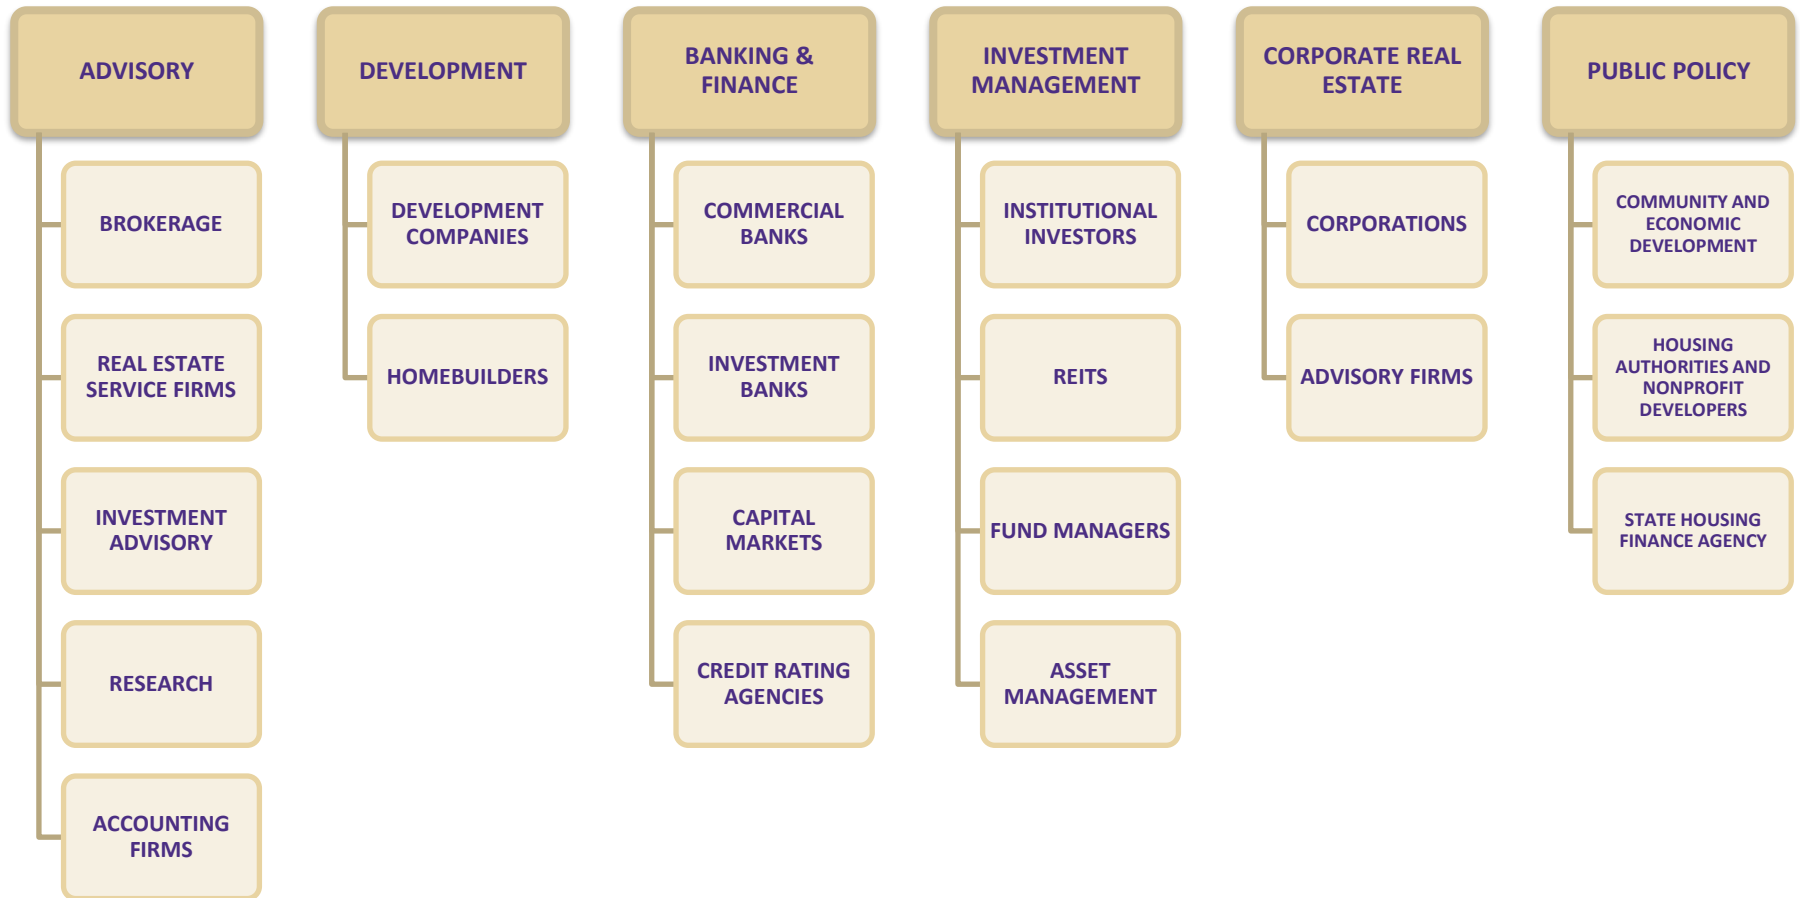 ADVISORY
BROKERAGE
REAL ESTATE
SERVICE FIRMS
INVESTMENT
ADVISORY
RESEARCH
ACCOUNTING
FIRMS
DEVELOPMENT
DEVELOPMENT
COMPANIES
HOMEBUILDERS
BANKING &
FINANCE
COMMERCIAL
BANKS
INVESTMENT
BANKS
CAPITAL
MARKETS
CREDIT RATING
AGENCIES
INVESTMENT
MANAGEMENT
INSTITUTIONAL
INVESTORS
REITS
FUND MANAGERS
ASSET
MANAGEMENT
CORPORATE REAL
ESTATE
CORPORATIONS
ADVISORY FIRMS
PUBLIC POLICY
COMMUNITY AND
ECONOMIC
DEVELOPMENT
HOUSING
AUTHORITIES AND
NONPROFIT
DEVELOPERS
STATE HOUSING
FINANCE AGENCY